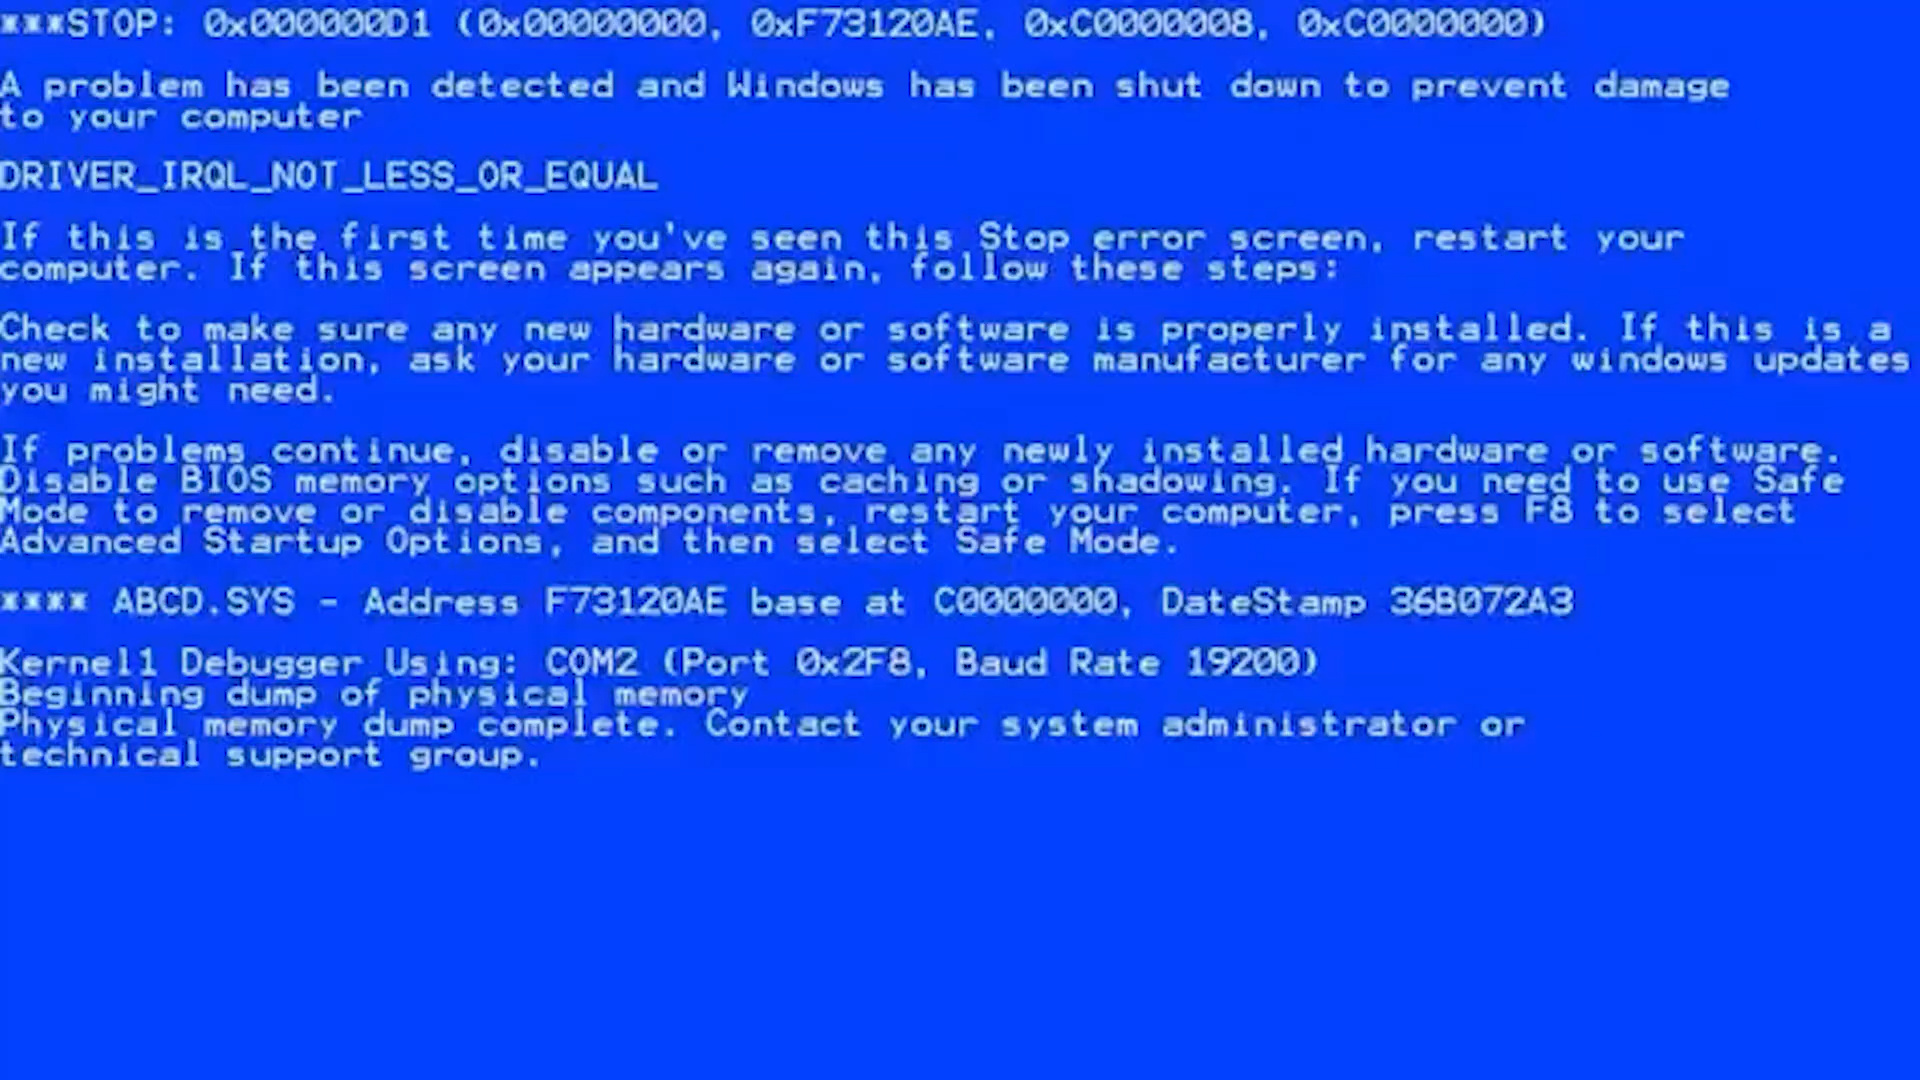 ***STOP: 0x000000D1 (0x00000000, 0xF73120AE, 0xC0000008, 0xC0000000)
A problem has been detected and Windows has been shut down to prevent damage
to your computer
DRIVER_IRQL_NOT_LESS_OR_EQUAL
If this is the first time you've seen this Stop error screen, restart your
computer. If this screen appears again, follow these steps:
Check to make sure any new hardware or software is properly installed. If this is a
new installation, ask your hardware or software manufacturer for any windows updates
you might need.
If problems continue, disable or remove any newly installed hardware or software.
Disable BIOS memory options such as caching or shadowing. If you need to use Safe
Mode to remove or disable components, restart your computer, press F8 to select
Advanced Startup Options, and then select Safe Mode.
**** ABCD.SYS - Address F73120AE base at C0000000, DateStamp 36B072A3
Kernel1 Debugger Using: COM2 (Port 0x2F8, Baud Rate 19200)
Beginning dump of physical memory
Physical memory dump complete. Contact your system administrator or
technical support group.